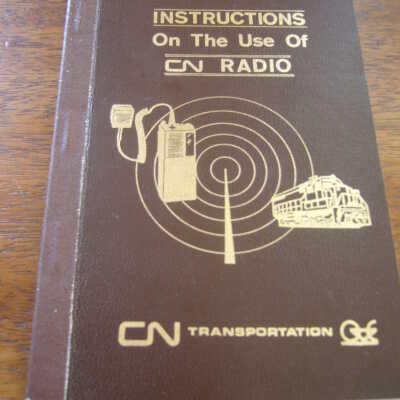 INSTRUCTIONS
On The Use Of
CN RADIO
CN TRANSPORTATION